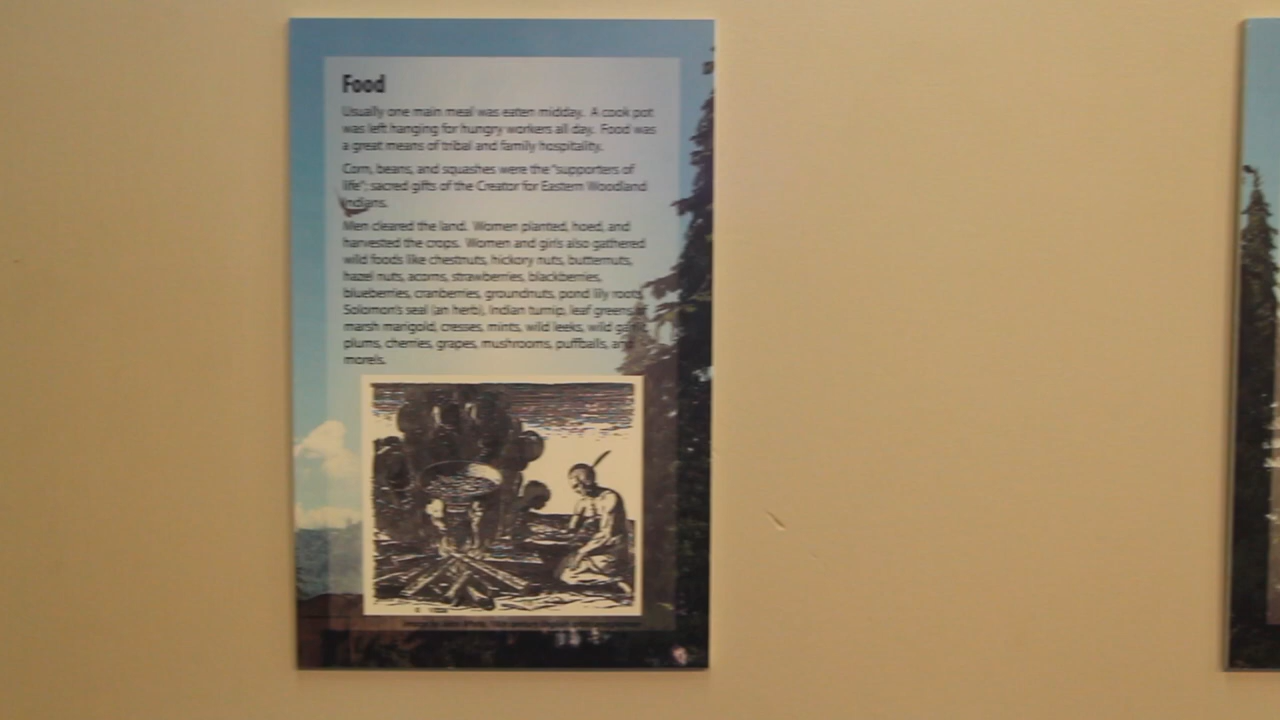 Food
Usually one main meal was eaten midday. A cook pot
was left hanging for hungry workers all day. Food was
a great means of tribal and family hospitality.
Corn, beans, and squashes were the "supporters of
life"; sacred gifts of the Creator for Eastern Woodland
Indians.
Men cleared the land. Women planted, hoed, and
harvested the crops. Women and girls also gathered
wild foods like chestnuts, hickory nuts, butternuts,
hazel nuts, acorns, strawberries, blackberries,
blueberries, cranberries, groundnuts, pond lily roots,
Solomon's seal (an herb), Indian turnip, leaf greens of
marsh marigold, cresses, mints, wild leeks, wild garlic,
plums, cherries, grapes, mushrooms, puffballs, and
morels.